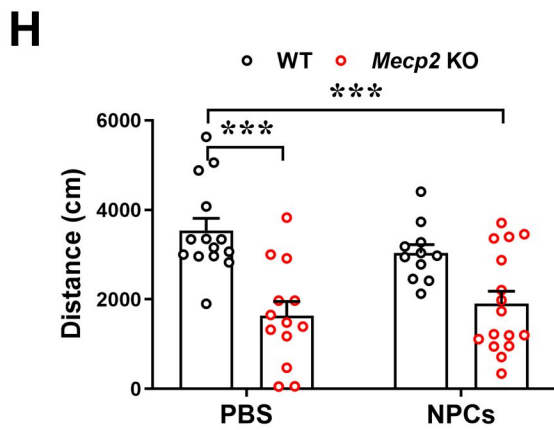 H
WT Mecp2 KO
***
***
6000
4000
2000
0
Distance (cm)
PBS NPCs